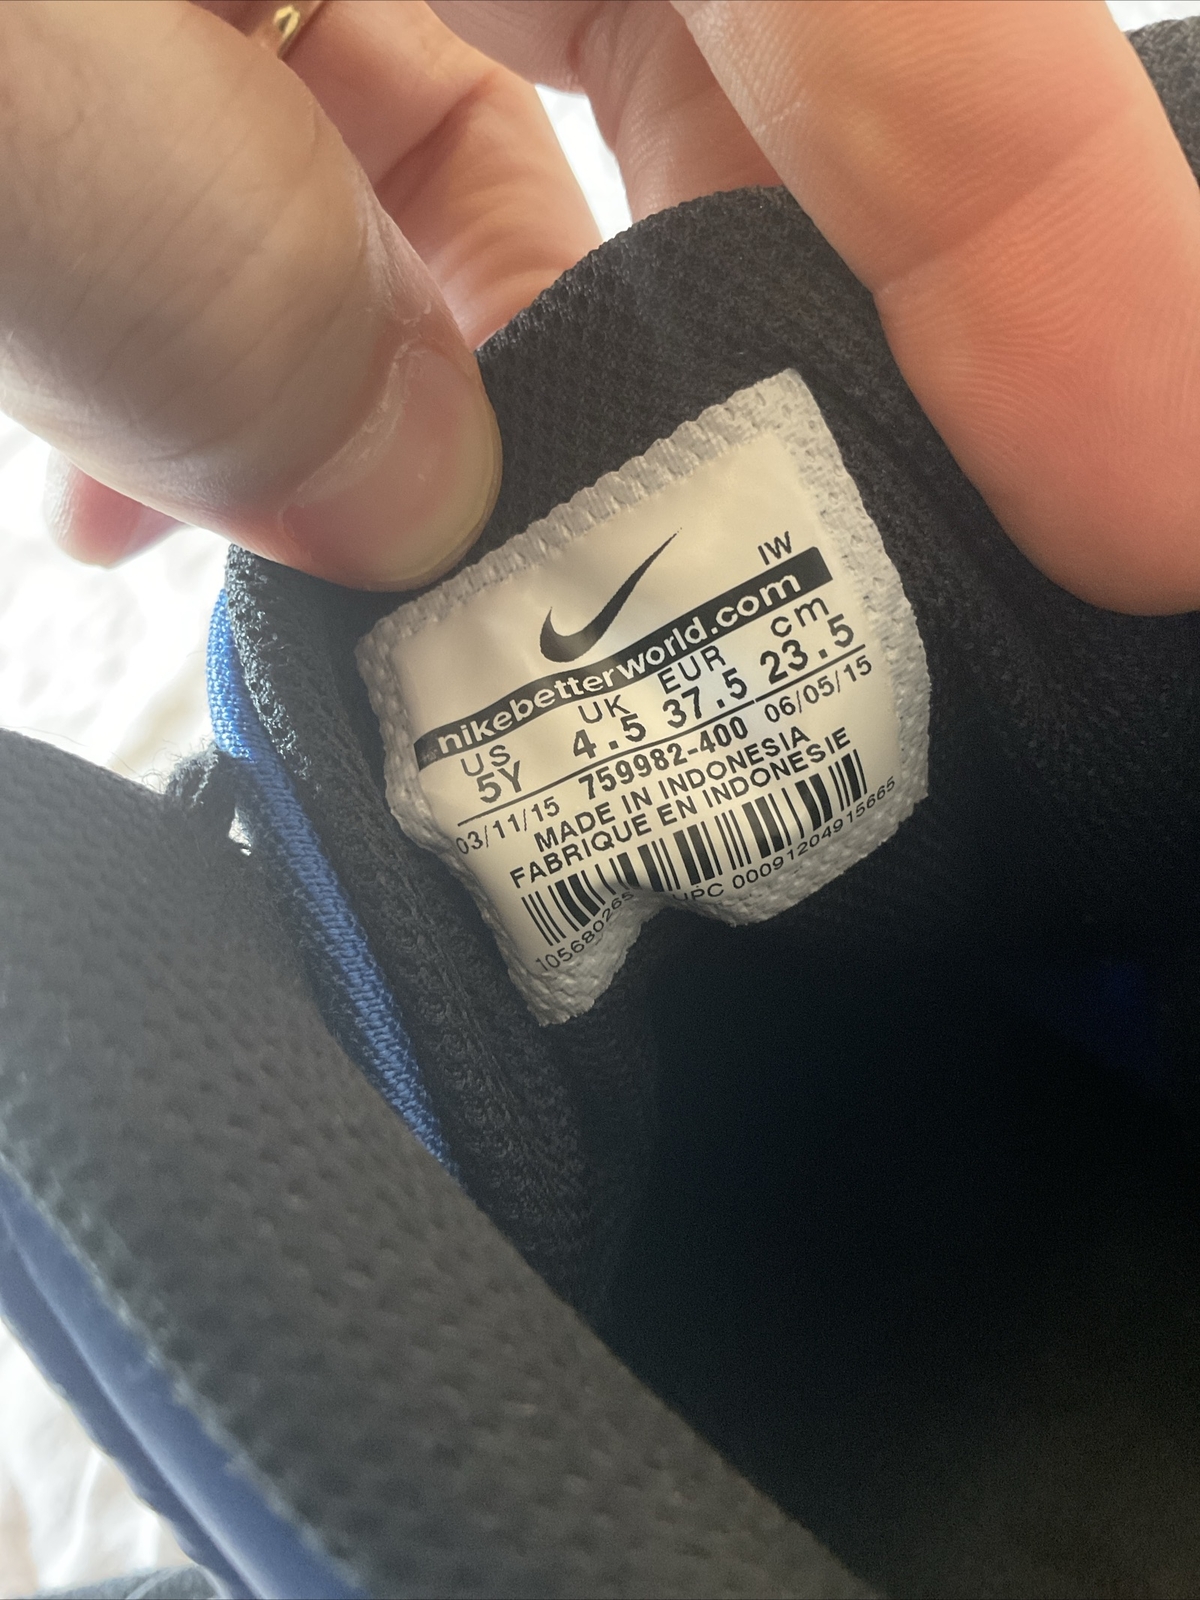 IW
nikebetterworld.com
US UK EUR cm
5Y 4.5 37.5 23.5
03/11/15 759982-400 06/05/15
MADE IN INDONESIA
FABRIQUE EN INDONESIE
105680265 UPC 00091204915665